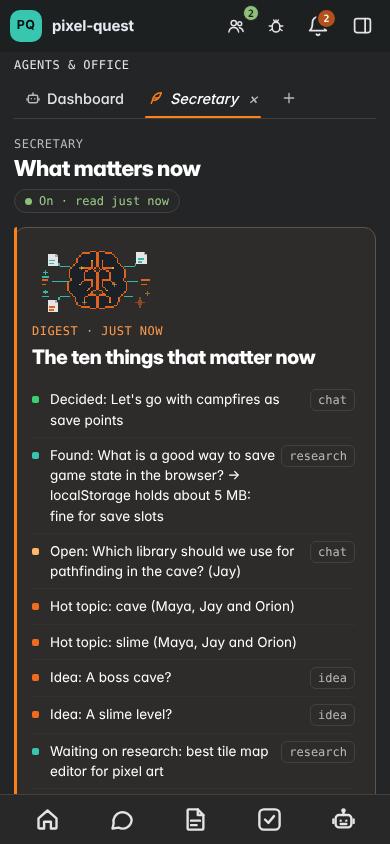 PQ
pixel-quest
2
2
AGENTS & OFFICE
Dashboard
Secretary ×
+
SECRETARY
What matters now
On · read just now
DIGEST · JUST NOW
The ten things that matter now
Decided: Let's go with campfires as
save points
chat
Found: What is a good way to save
game state in the browser? →
localStorage holds about 5 MB:
fine for save slots
research
Open: Which library should we use for
pathfinding in the cave? (Jay)
chat
Hot topic: cave (Maya, Jay and Orion)
Hot topic: slime (Maya, Jay and Orion)
Idea: A boss cave?
idea
Idea: A slime level?
idea
Waiting on research: best tile map
editor for pixel art
research